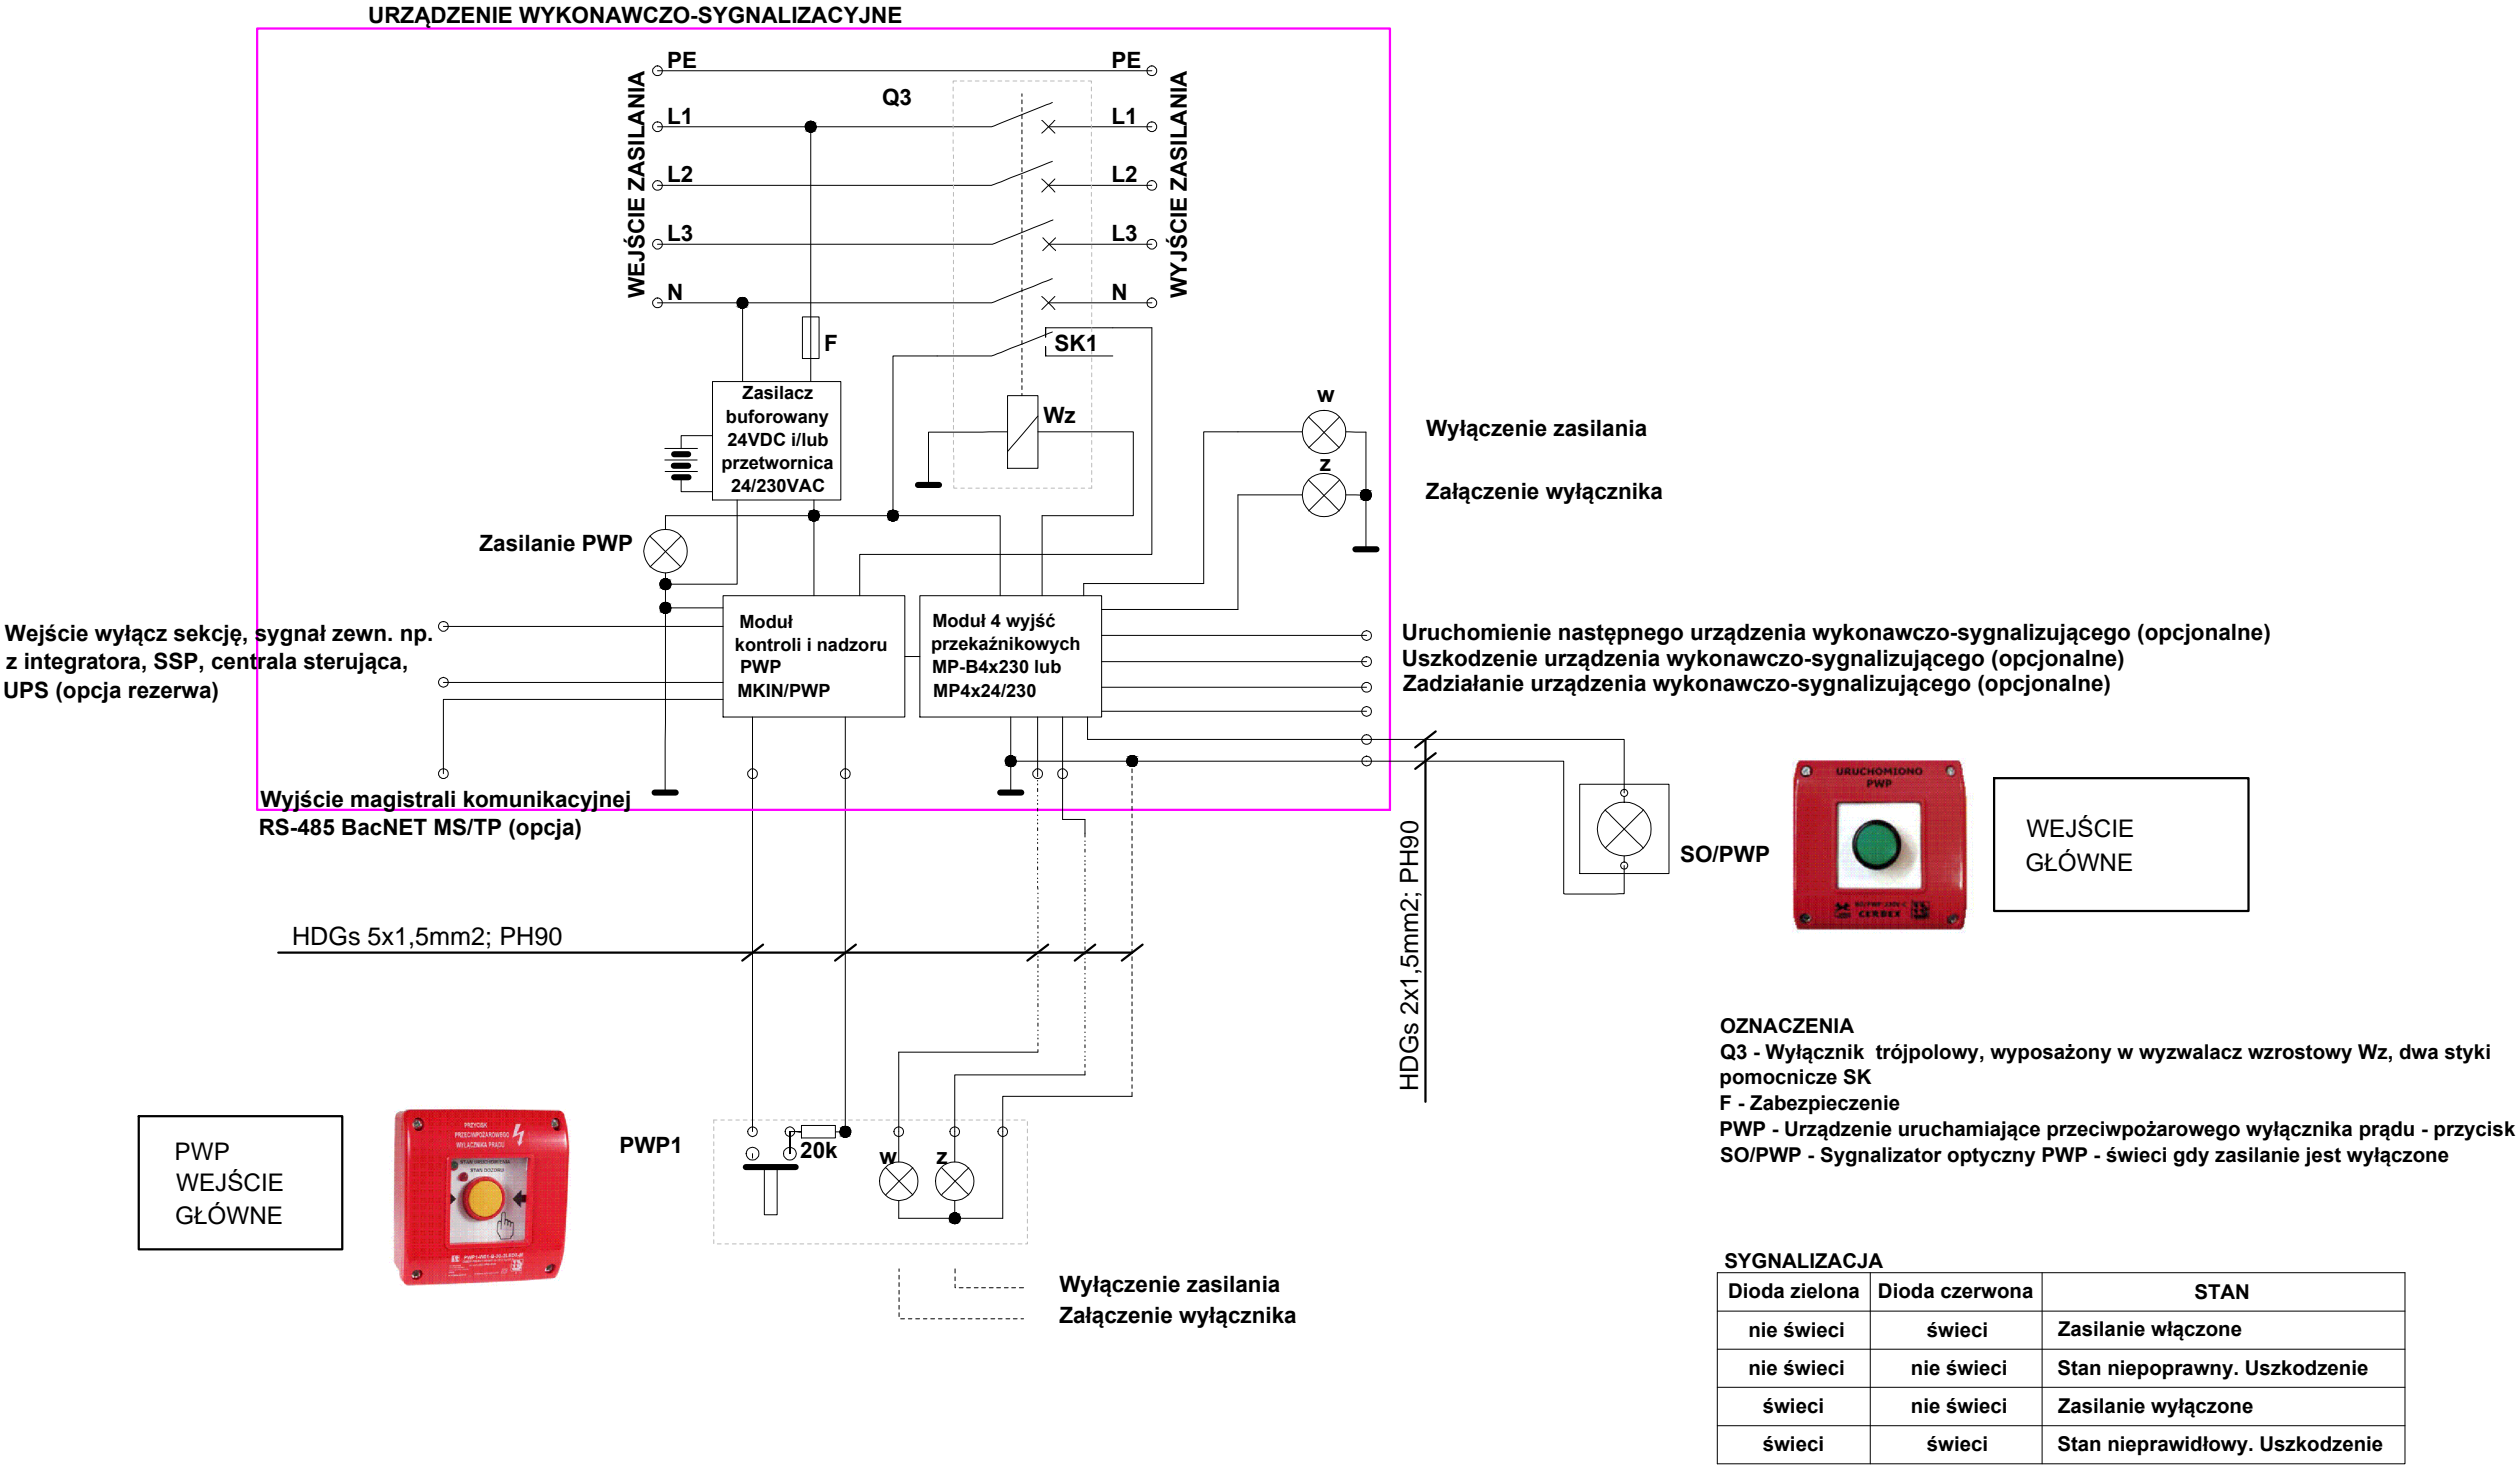 URZĄDZENIE WYKONAWCZO-SYGNALIZACYJNE
PE
PE
WEJŚCIE ZASILANIA
WYJŚCIE ZASILANIA
Q3
L1
L1
L2
L2
L3
L3
N
N
F
SK1
Zasilacz
buforowany
24VDC i/lub
przetwornica
24/230VAC
Wz
w
Wyłączenie zasilania
z
Załączenie wyłącznika
Zasilanie PWP
Moduł
kontroli i nadzoru
PWP
MKIN/PWP
Moduł 4 wyjść
przekaźnikowych
MP-B4x230 lub
MP4x24/230
Wejście wyłącz sekcję, sygnał zewn. np.
z integratora, SSP, centrala sterująca,
UPS (opcja rezerwa)
Uruchomienie następnego urządzenia wykonawczo-sygnalizującego (opcjonalne)
Uszkodzenie urządzenia wykonawczo-sygnalizującego (opcjonalne)
Zadziałanie urządzenia wykonawczo-sygnalizującego (opcjonalne)
Wyjście magistrali komunikacyjnej
RS-485 BacNET MS/TP (opcja)
URUCHOMIONO
PWP
CERBEX
SO/PWP
WEJŚCIE
GŁÓWNE
HDGs 5x1,5mm2; PH90
HDGs 2x1,5mm2; PH90
OZNACZENIA
Q3 - Wyłącznik trójpolowy, wyposażony w wyzwalacz wzrostowy Wz, dwa styki
pomocnicze SK
F - Zabezpieczenie
PWP - Urządzenie uruchamiające przeciwpożarowego wyłącznika prądu - przycisk
SO/PWP - Sygnalizator optyczny PWP - świeci gdy zasilanie jest wyłączone
PWP
WEJŚCIE
GŁÓWNE
PRZYCISK
PRZECIWPOŻAROWEGO
WYŁĄCZNIKA PRĄDU
STAN DOZORU
PWP1
20k
w
z
Wyłączenie zasilania
Załączenie wyłącznika
SYGNALIZACJA
Dioda zielona Dioda czerwona STAN
nie świeci świeci Zasilanie włączone
nie świeci nie świeci Stan niepoprawny. Uszkodzenie
świeci nie świeci Zasilanie wyłączone
świeci świeci Stan nieprawidłowy. Uszkodzenie